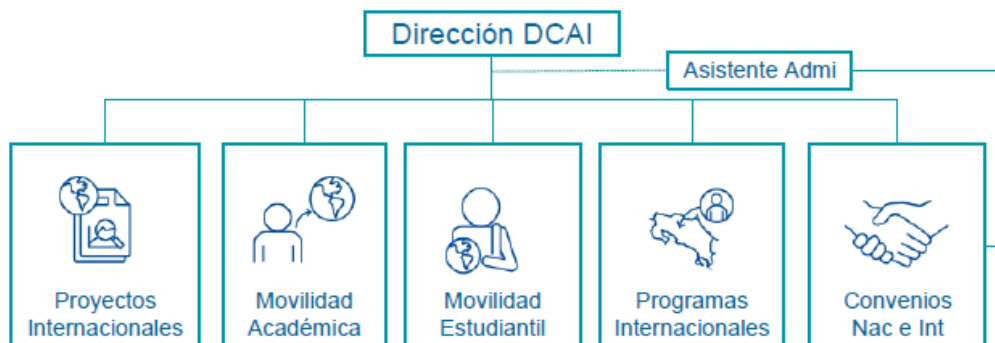 Dirección DCAI
Asistente Admi
Proyectos
Internacionales
Movilidad
Académica
Movilidad
Estudiantil
Programas
Internacionales
Convenios
Nac e Int